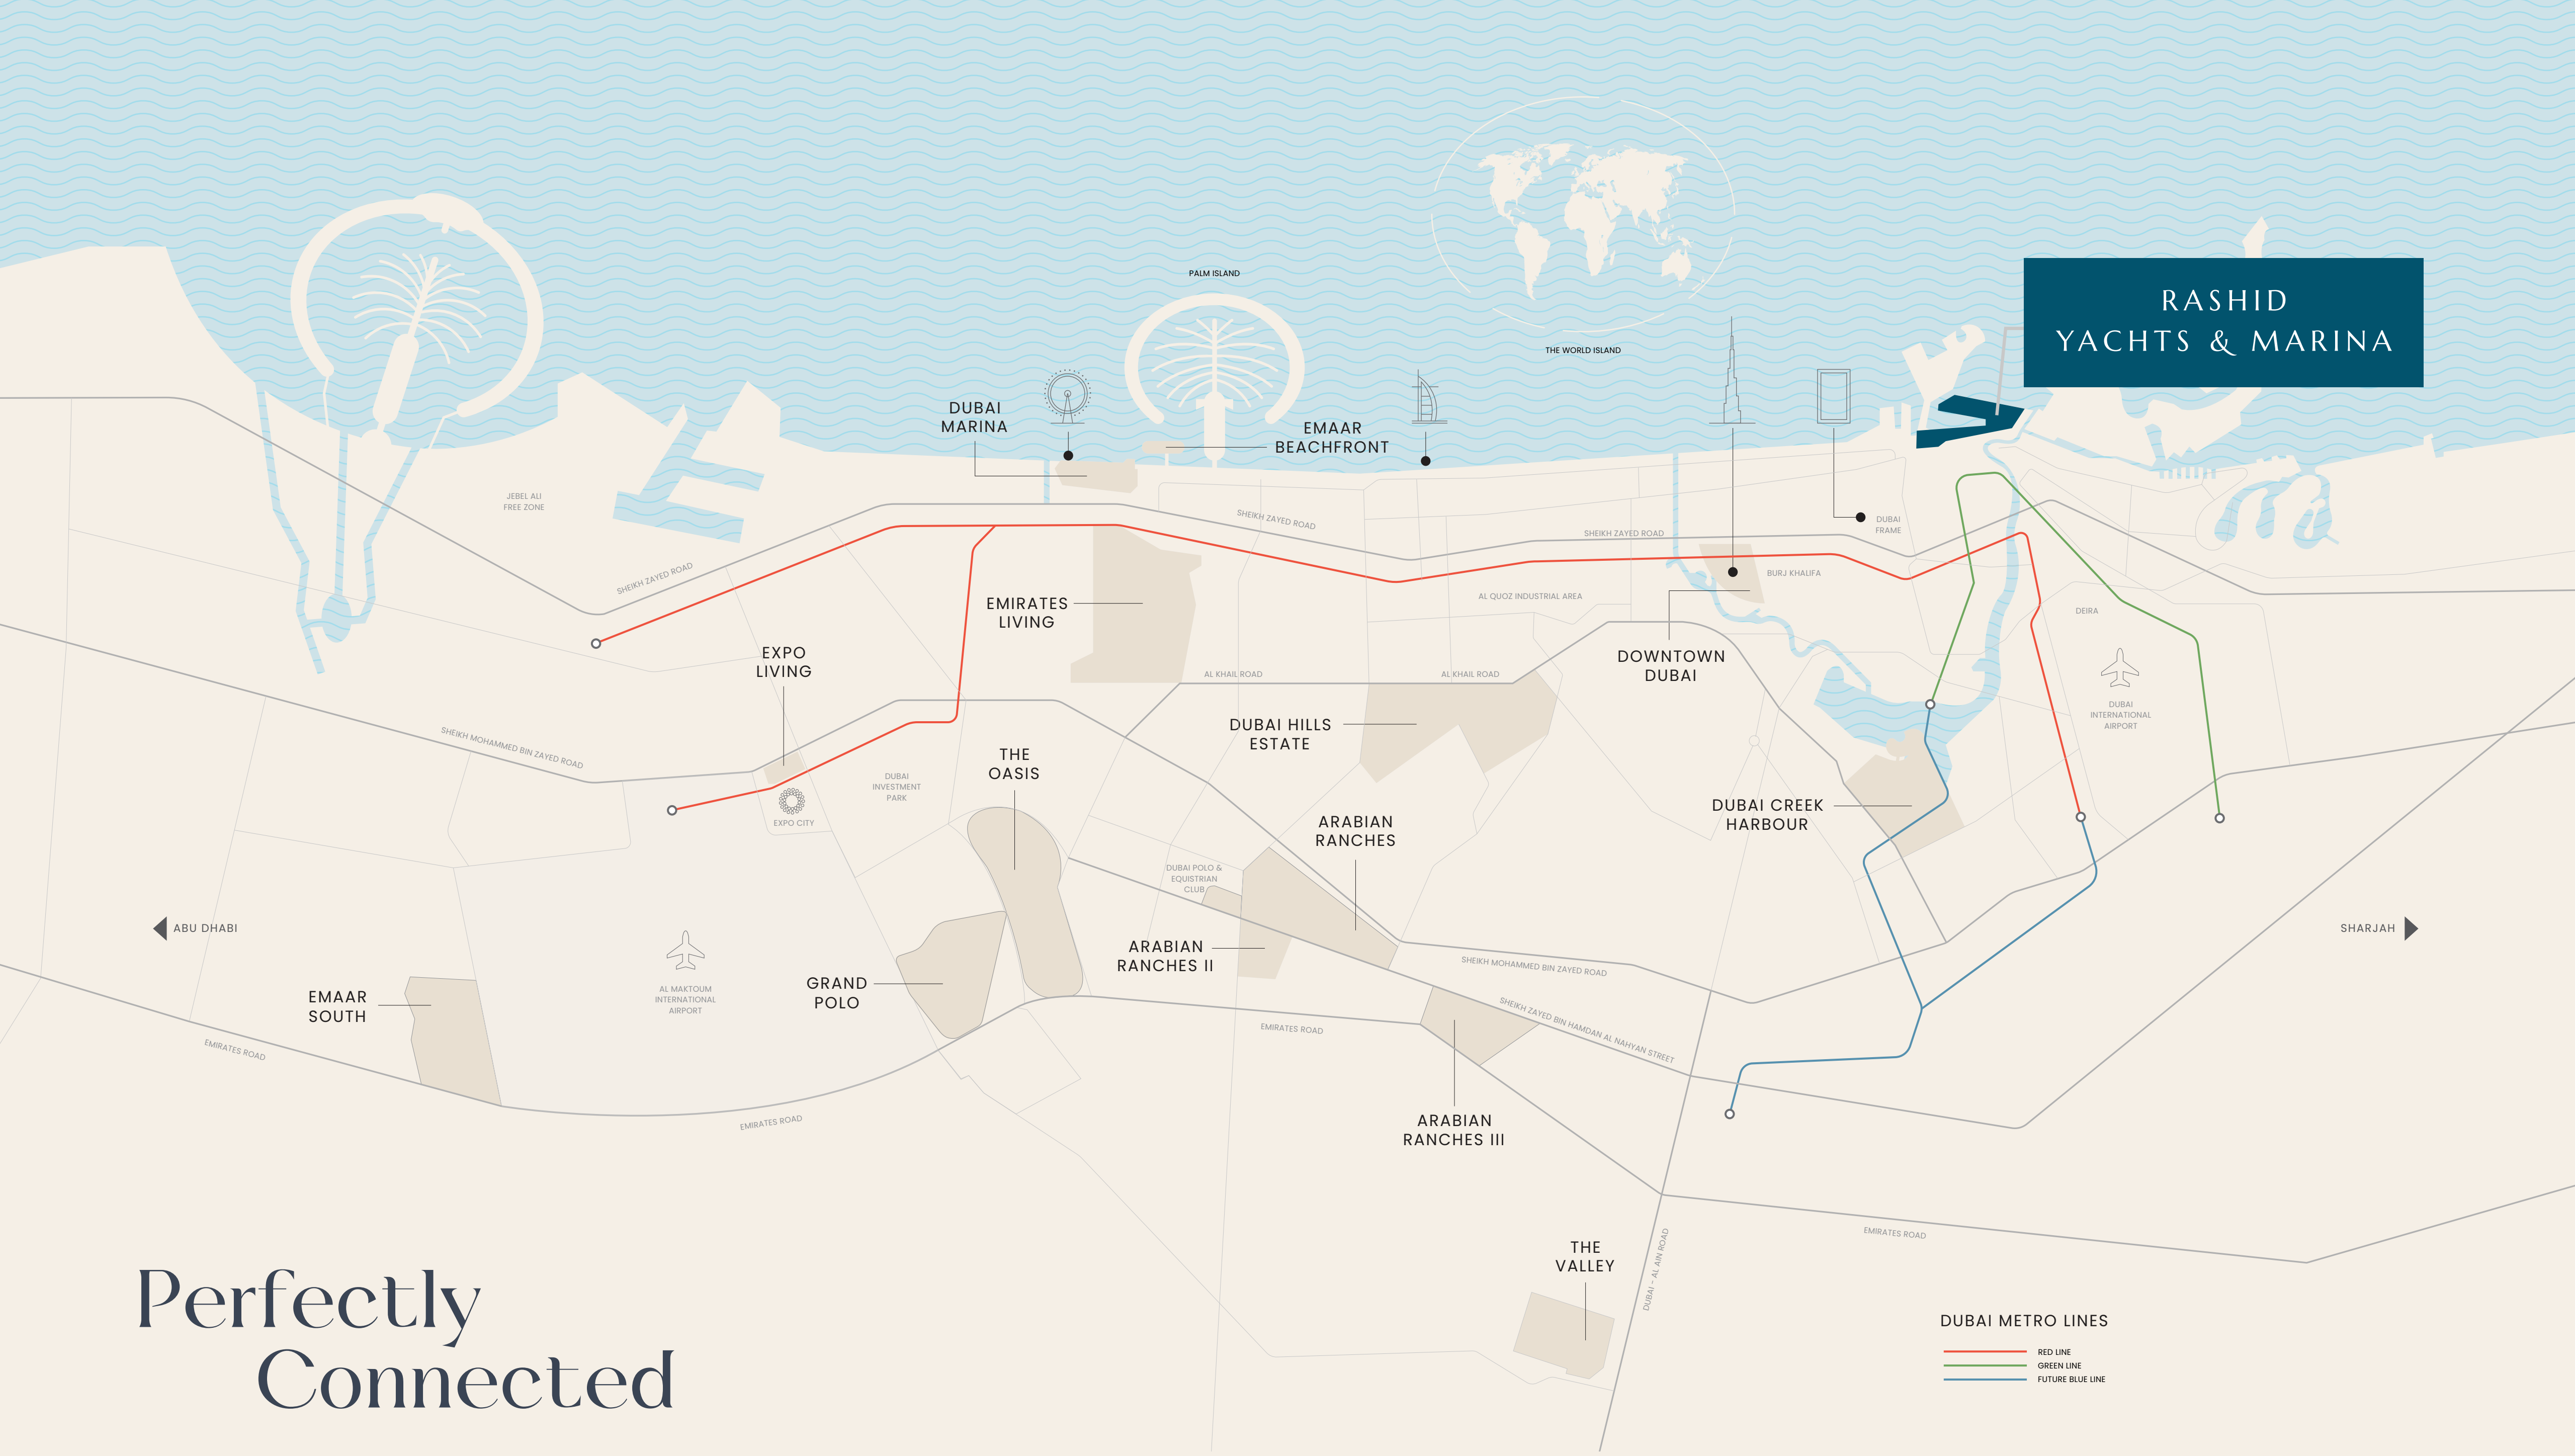 PALM ISLAND
RASHID
YACHTS & MARINA
THE WORLD ISLAND
DUBAI
MARINA
EMAAR
BEACHFRONT
JEBEL ALI
FREE ZONE
SHEIKH ZAYED ROAD
SHEIKH ZAYED ROAD
DUBAI
FRAME
SHEIKH ZAYED ROAD
BURJ KHALIFA
AL QUOZ INDUSTRIAL AREA
EMIRATES
LIVING
DEIRA
EXPO
LIVING
DOWNTOWN
DUBAI
AL KHAIL ROAD
AL KHAIL ROAD
DUBAI
INTERNATIONAL
AIRPORT
DUBAI HILLS
ESTATE
SHEIKH MOHAMMED BIN ZAYED ROAD
THE
OASIS
DUBAI
INVESTMENT
PARK
EXPO CITY
DUBAI CREEK
HARBOUR
ARABIAN
RANCHES
DUBAI POLO &
EQUISTRIAN
CLUB
ABU DHABI
SHARJAH
ARABIAN
RANCHES II
SHEIKH MOHAMMED BIN ZAYED ROAD
GRAND
POLO
AL MAKTOUM
INTERNATIONAL
AIRPORT
EMAAR
SOUTH
SHEIKH ZAYED BIN HAMDAN AL NAHYAN STREET
EMIRATES ROAD
EMIRATES ROAD
EMIRATES ROAD
ARABIAN
RANCHES III
EMIRATES ROAD
THE
VALLEY
DUBAI - AL AIN ROAD
Perfectly
Connected
DUBAI METRO LINES
RED LINE
GREEN LINE
FUTURE BLUE LINE